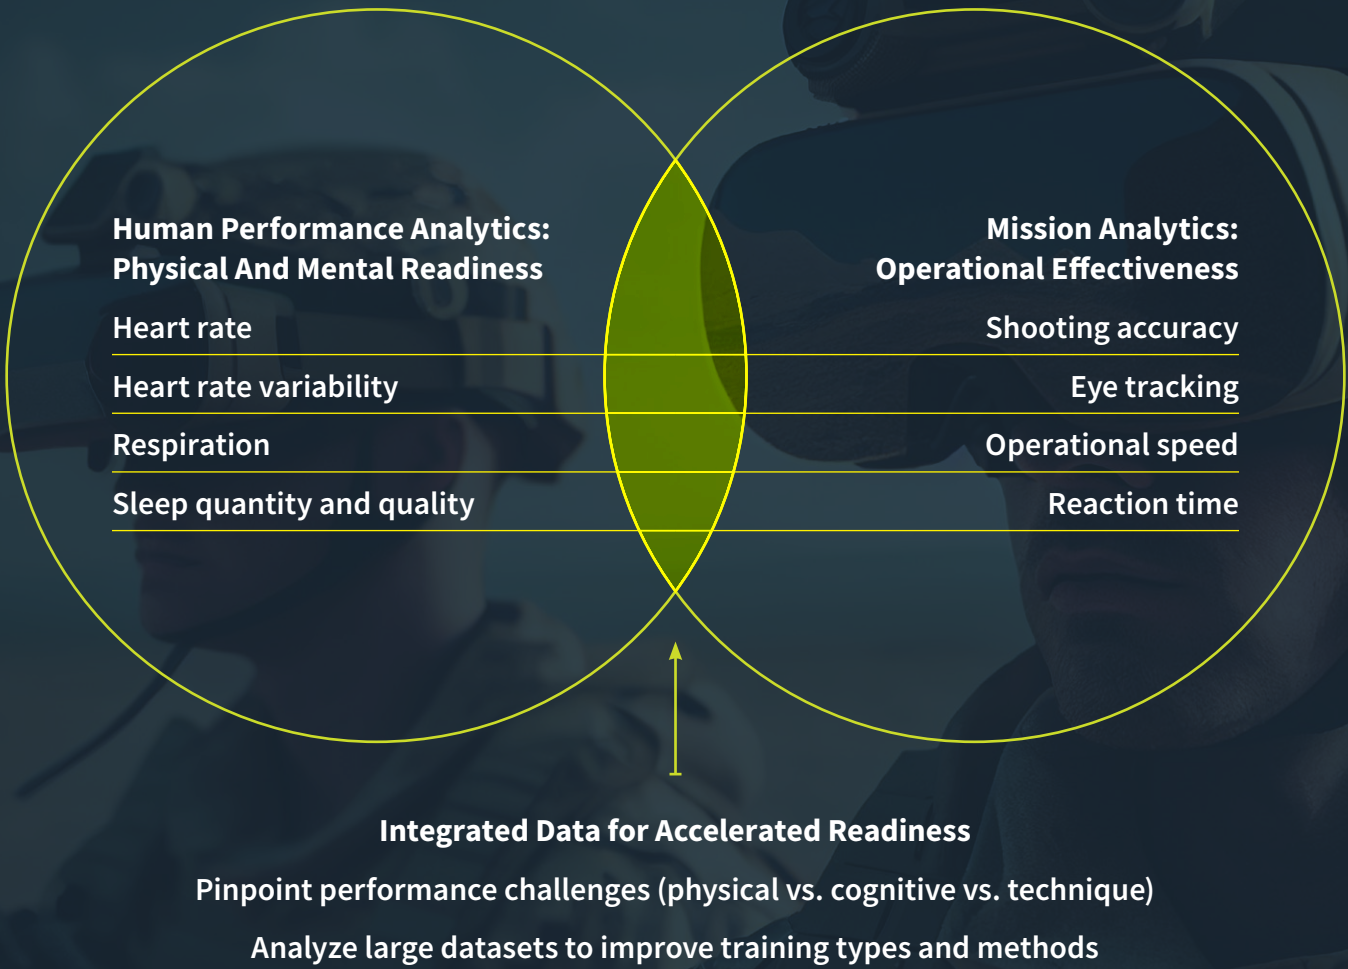 Human Performance Analytics:
Physical And Mental Readiness
Heart rate
Heart rate variability
Respiration
Sleep quantity and quality
Mission Analytics:
Operational Effectiveness
Shooting accuracy
Eye tracking
Operational speed
Reaction time
Integrated Data for Accelerated Readiness
Pinpoint performance challenges (physical vs. cognitive vs. technique)
Analyze large datasets to improve training types and methods